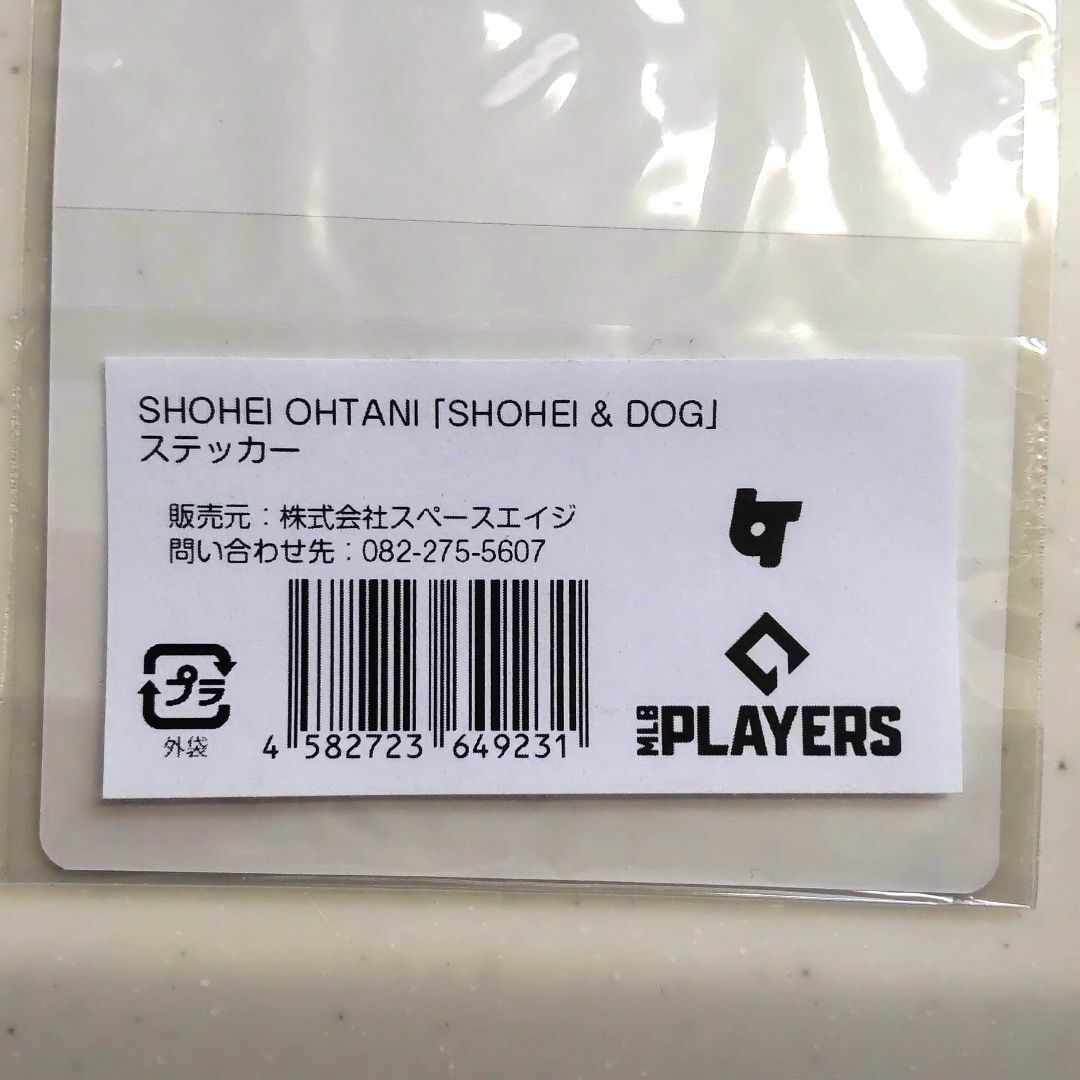 SHOHEI OHTANI「SHOHEI & DOG」
ステッカー
販売元：株式会社スペースエイジ
問い合わせ先：082-275-5607
プラ
外袋
4 582723 649231
MLB PLAYERS